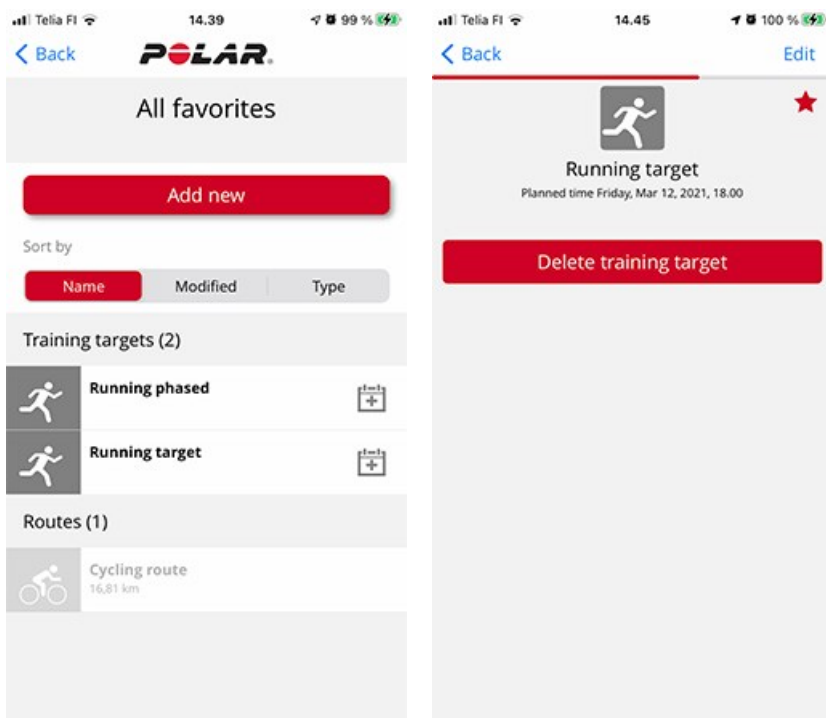 Telia FI 14.39 99 %
Back POLAR.
All favorites
Add new
Sort by
Name Modified Type
Training targets (2)
Running phased
Running target
Routes (1)
Cycling route
16,81 km
Telia FI 14.45 100 %
Back Edit
Running target
Planned time Friday, Mar 12, 2021, 18.00
Delete training target